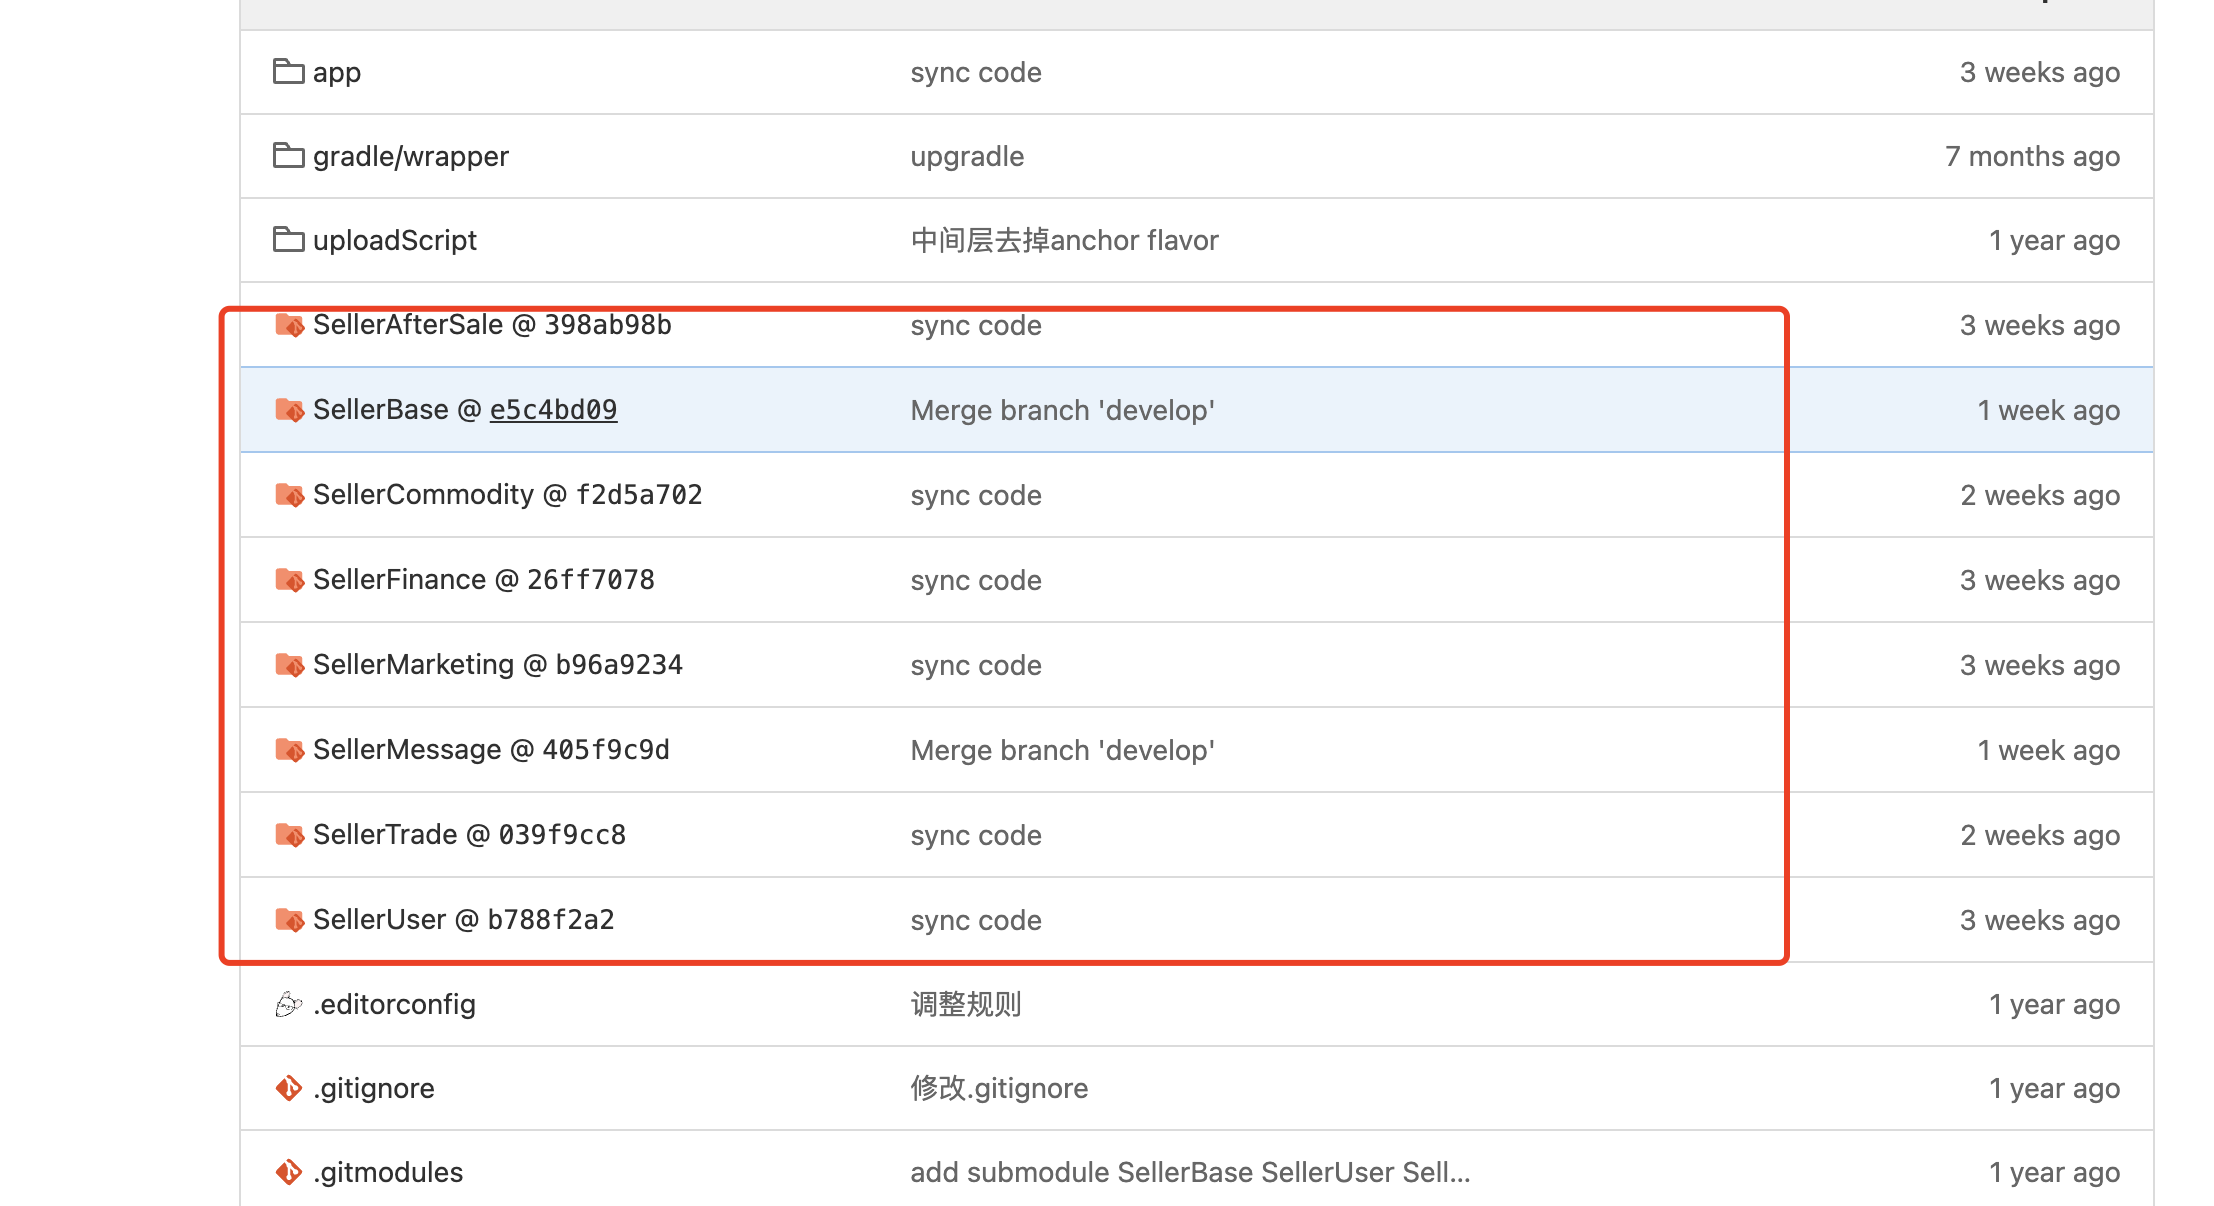 app sync code 3 weeks ago
gradle/wrapper upgradle 7 months ago
uploadScript 中间层去掉anchor flavor 1 year ago
SellerAfterSale @ 398ab98b sync code 3 weeks ago
SellerBase @ e5c4bd09 Merge branch 'develop' 1 week ago
SellerCommodity @ f2d5a702 sync code 2 weeks ago
SellerFinance @ 26ff7078 sync code 3 weeks ago
SellerMarketing @ b96a9234 sync code 3 weeks ago
SellerMessage @ 405f9c9d Merge branch 'develop' 1 week ago
SellerTrade @ 039f9cc8 sync code 2 weeks ago
SellerUser @ b788f2a2 sync code 3 weeks ago
.editorconfig 调整规则 1 year ago
.gitignore 修改.gitignore 1 year ago
.gitmodules add submodule SellerBase SellerUser Sell... 1 year ago